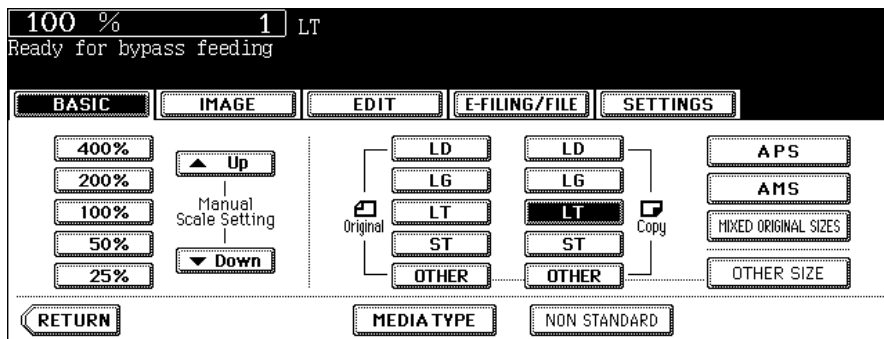 100 % 1 LT
Ready for bypass feeding
BASIC IMAGE EDIT E-FILING/FILE SETTINGS
400% ▲ Up LD LD APS
200% LG LG AMS
100% Manual Scale Setting Original LT LT Copy MIXED ORIGINAL SIZES
50% ▼ Down ST ST
25% OTHER OTHER OTHER SIZE
RETURN MEDIA TYPE NON STANDARD